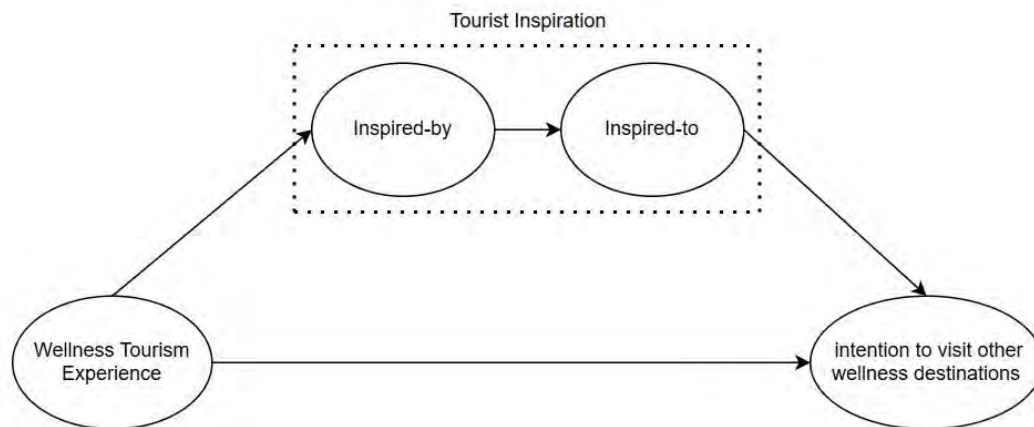 Tourist Inspiration
Inspired-by
Inspired-to
Wellness Tourism
Experience
intention to visit other
wellness destinations